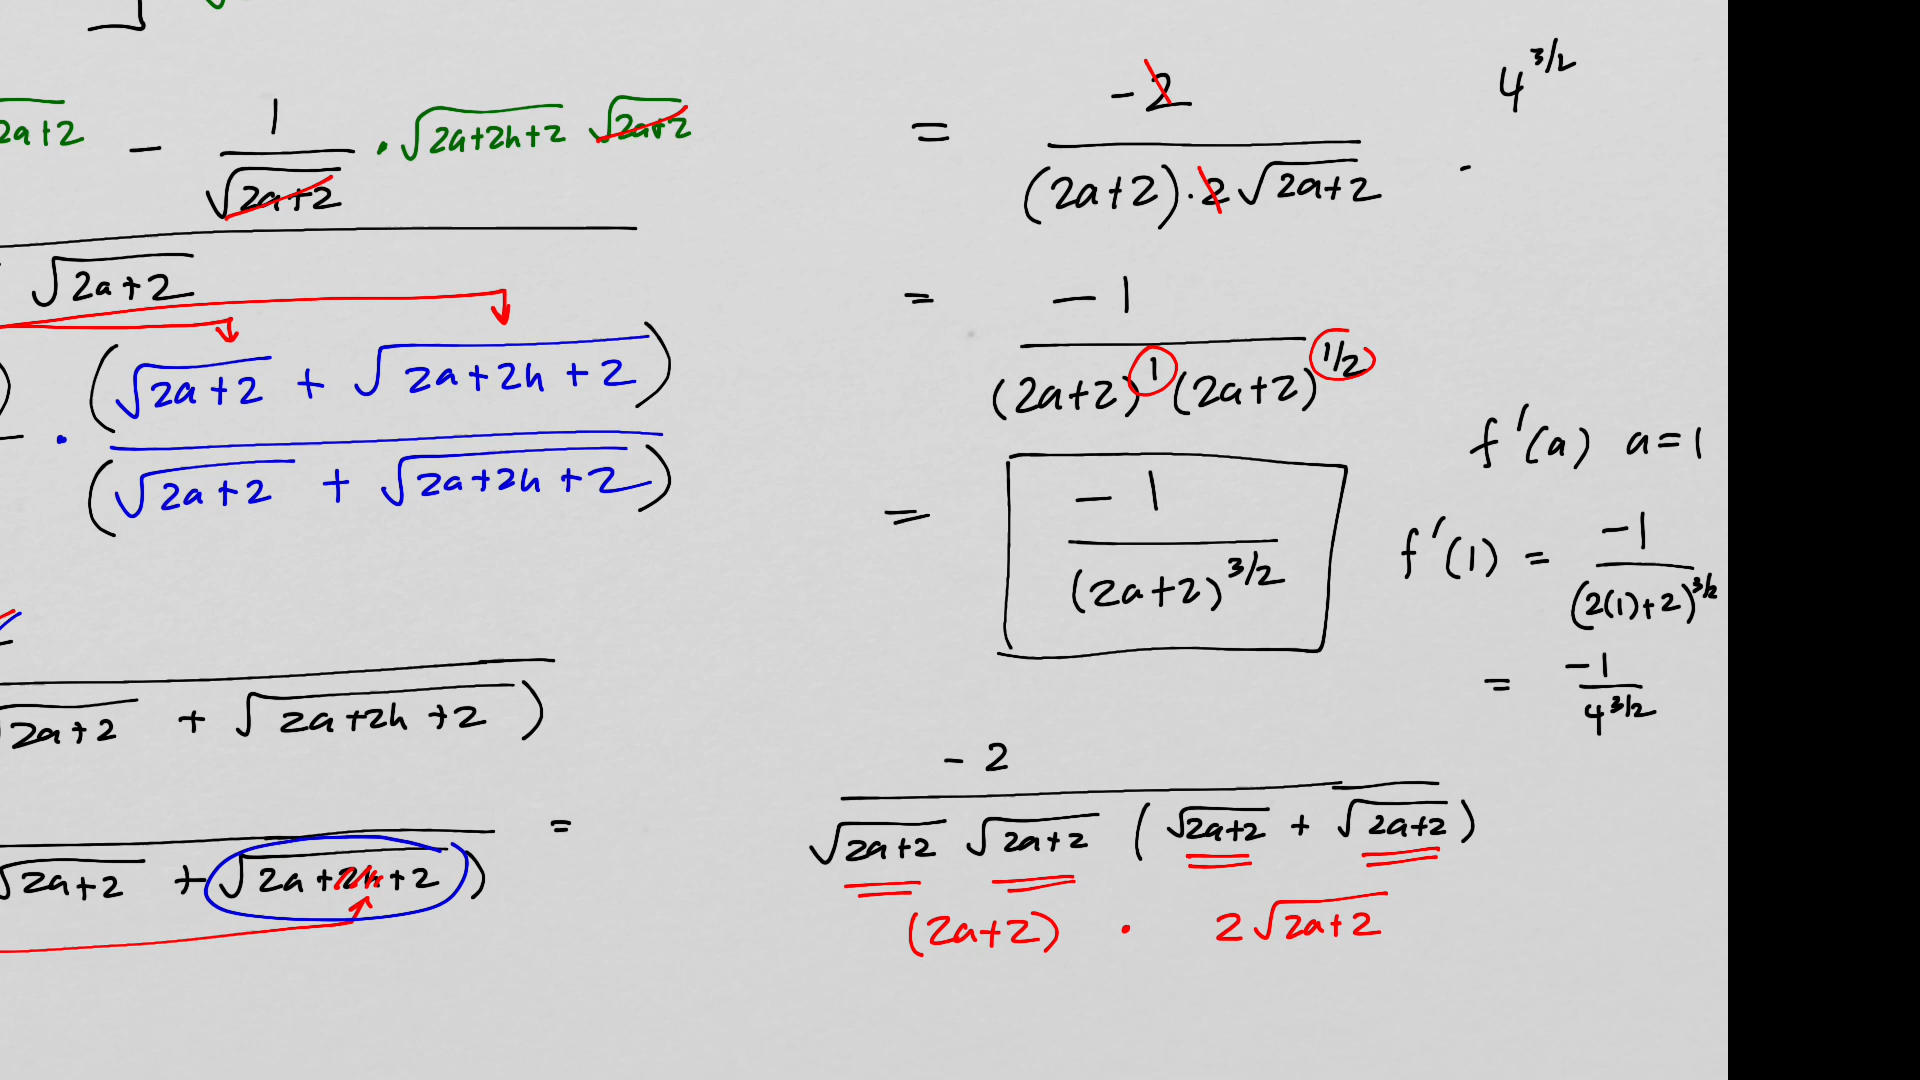 2a+2 − 1/√(2a+2) · √(2a+2h+2) √(2a+2)
√(2a+2)
· (√(2a+2) + √(2a+2h+2)) / (√(2a+2) + √(2a+2h+2))
√(2a+2) + √(2a+2h+2))
√(2a+2) + √(2a+2h+2)) =
= −2/((2a+2)·2√(2a+2))
= −1/((2a+2)^1 (2a+2)^1/2)
= −1/(2a+2)^3/2
−2/(√(2a+2) √(2a+2) (√(2a+2) + √(2a+2)))
(2a+2) · 2√(2a+2)
4^3/2
f'(a) a=1
f'(1) = −1/(2(1)+2)^3/2
= −1/4^3/2